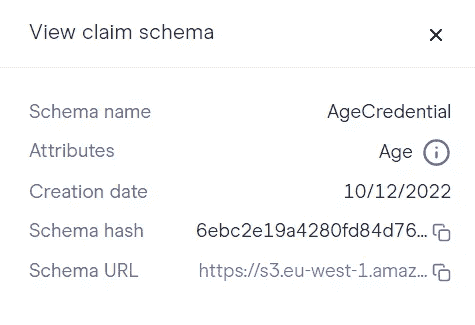 View claim schema
Schema name AgeCredential
Attributes Age
Creation date 10/12/2022
Schema hash 6ebc2e19a4280fd84d76...
Schema URL https://s3.eu-west-1.amaz...